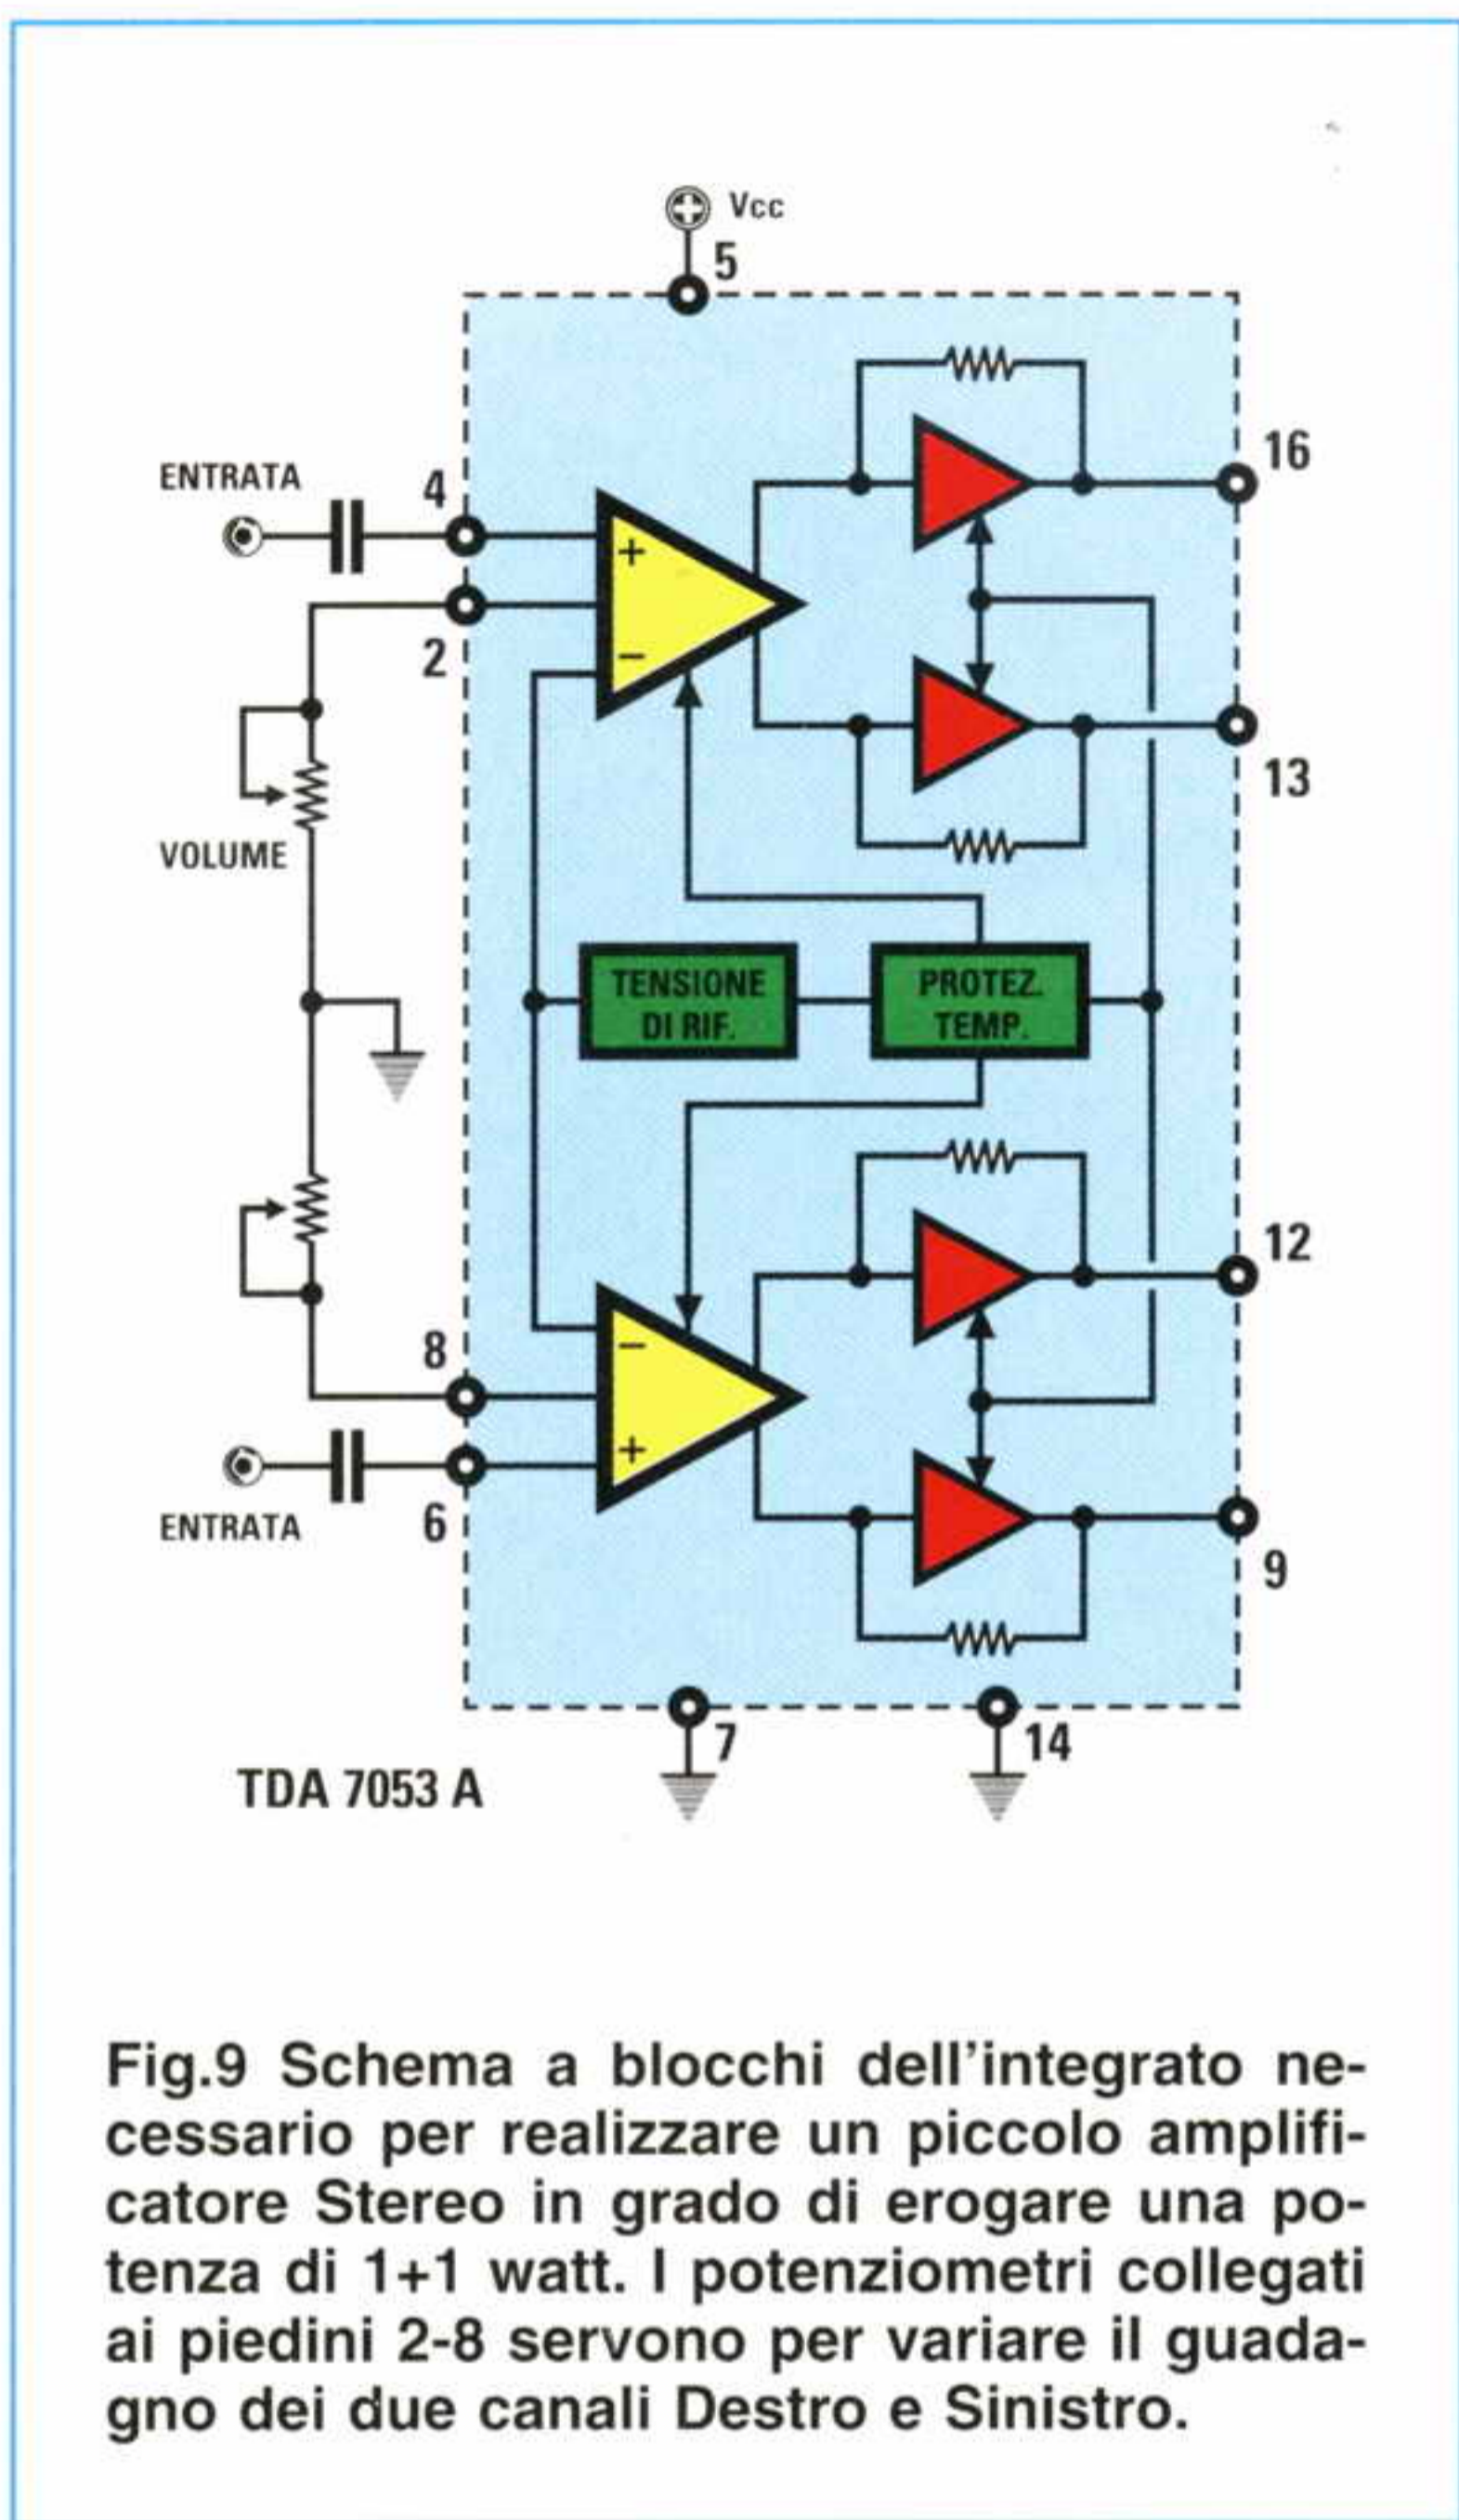 Vcc
5
16
ENTRATA
4
2
13
VOLUME
+
−
TENSIONE
DI RIF.
PROTEZ.
TEMP.
12
8
−
+
ENTRATA
6
9
7
14
TDA 7053 A
Fig.9 Schema a blocchi dell'integrato ne-
cessario per realizzare un piccolo amplifi-
catore Stereo in grado di erogare una po-
tenza di 1+1 watt. I potenziometri collegati
ai piedini 2-8 servono per variare il guada-
gno dei due canali Destro e Sinistro.